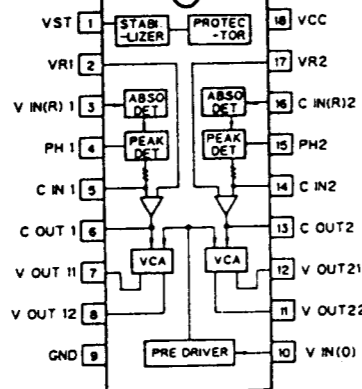 VST 1 STABI-LIZER PROTEC-TOR 18 VCC
VR1 2 17 VR2
V IN(R) 1 3 ABSO DET ABSO DET 16 C IN(R)2
PH 1 4 PEAK DET PEAK DET 15 PH2
C IN 1 5 14 C IN2
C OUT 1 6 13 C OUT2
V OUT 11 7 VCA VCA 12 V OUT21
V OUT 12 8 11 V OUT22
GND 9 PRE DRIVER 10 V IN(0)